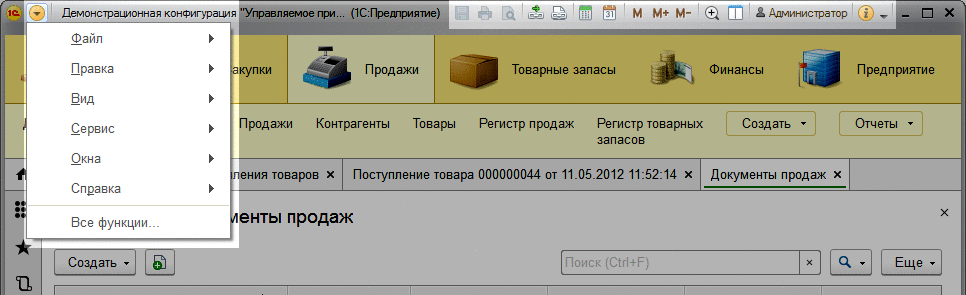 Демонстрационная конфигурация "Управляемое при... (1С:Предприятие)
31
M M+ M-
Администратор
Файл
Правка
Вид
Сервис
Окна
Справка
Все функции...
акупки
Продажи
Товарные запасы
Финансы
Предприятие
Продажи
Контрагенты
Товары
Регистр продаж
Регистр товарных
запасов
Создать
Отчеты
ления товаров ×
Поступление товара 000000044 от 11.05.2012 11:52:14 ×
Документы продаж ×
менты продаж
×
Создать
Поиск (Ctrl+F)
×
Еще